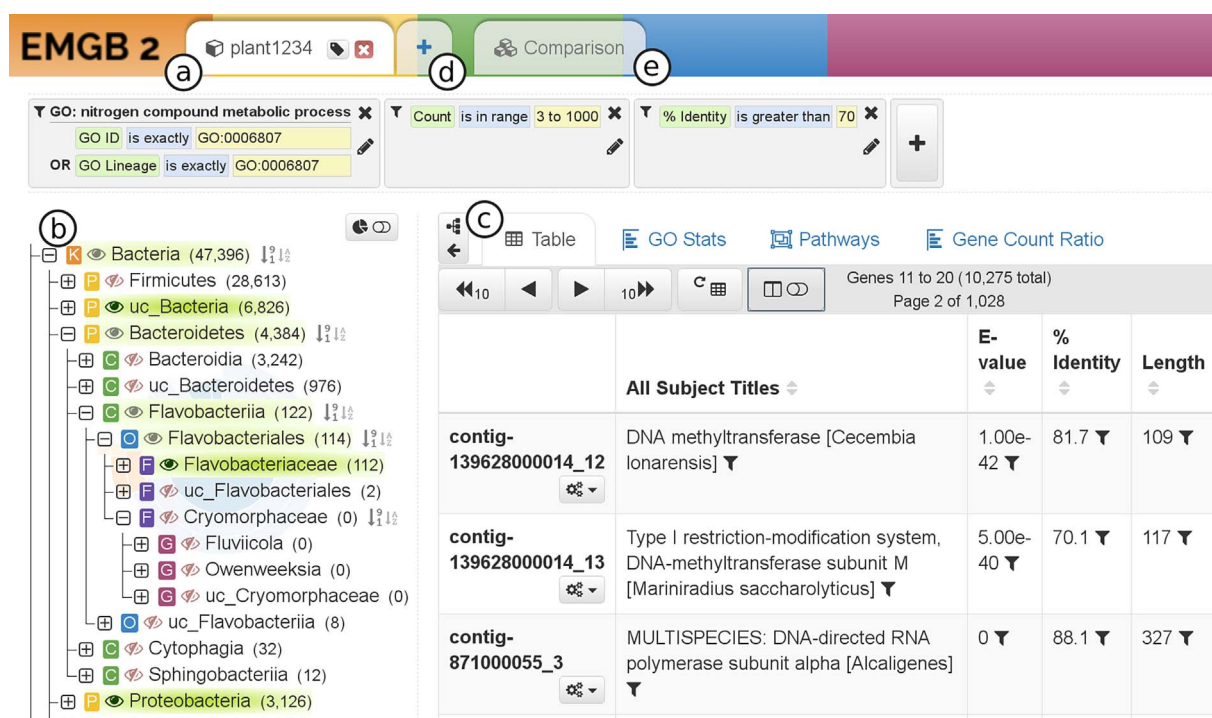 EMGB 2
plant1234
+
Comparison
a
d
e
GO: nitrogen compound metabolic process
GO ID is exactly GO:0006807
OR GO Lineage is exactly GO:0006807
Count is in range 3 to 1000
% Identity is greater than 70
+
b
K Bacteria (47,396)
P Firmicutes (28,613)
P uc_Bacteria (6,826)
P Bacteroidetes (4,384)
C Bacteroidia (3,242)
C uc_Bacteroidetes (976)
C Flavobacteriia (122)
O Flavobacteriales (114)
F Flavobacteriaceae (112)
F uc_Flavobacteriales (2)
F Cryomorphaceae (0)
G Fluviicola (0)
G Owenweeksia (0)
G uc_Cryomorphaceae (0)
O uc_Flavobacteriia (8)
C Cytophagia (32)
C Sphingobacteriia (12)
P Proteobacteria (3,126)
c
Table
GO Stats
Pathways
Gene Count Ratio
10
10
C
Genes 11 to 20 (10,275 total)
Page 2 of 1,028
All Subject Titles
E-
value
%
Identity
Length
contig-
139628000014_12
DNA methyltransferase [Cecembia
lonarensis]
1.00e-
42
81.7
109
contig-
139628000014_13
Type I restriction-modification system,
DNA-methyltransferase subunit M
[Mariniradius saccharolyticus]
5.00e-
40
70.1
117
contig-
871000055_3
MULTISPECIES: DNA-directed RNA
polymerase subunit alpha [Alcaligenes]
0
88.1
327